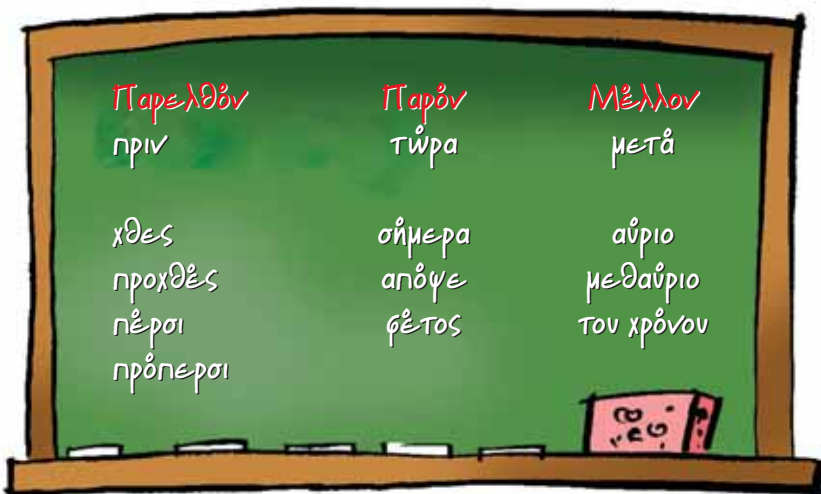 Παρελθόν Παρόν Μέλλον
πριν τώρα μετά
χθες σήμερα αύριο
προχθές απόψε μεθαύριο
πέρσι φέτος του χρόνου
πρόπερσι